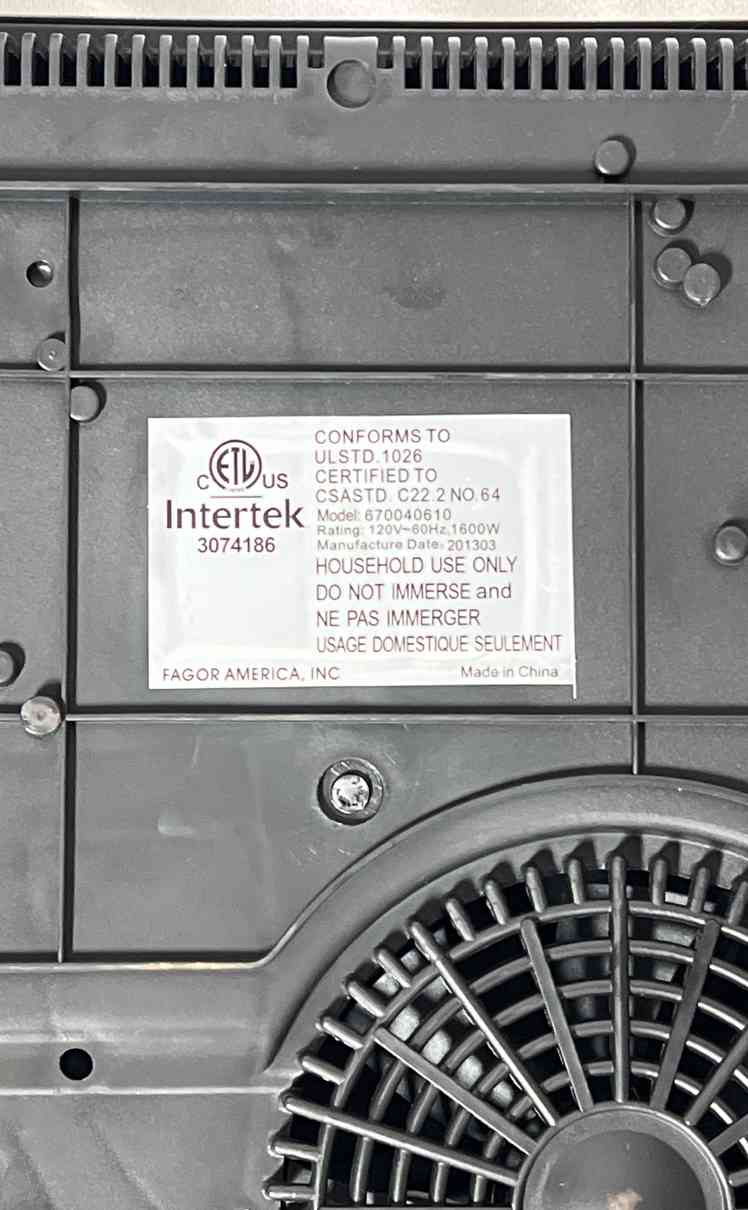 C ETL US
Intertek
3074186
CONFORMS TO
ULSTD.1026
CERTIFIED TO
CSASTD. C22.2 NO.64
Model: 670040610
Rating: 120V~60Hz,1600W
Manufacture Date: 201303
HOUSEHOLD USE ONLY
DO NOT IMMERSE and
NE PAS IMMERGER
USAGE DOMESTIQUE SEULEMENT
FAGOR AMERICA, INC
Made in China